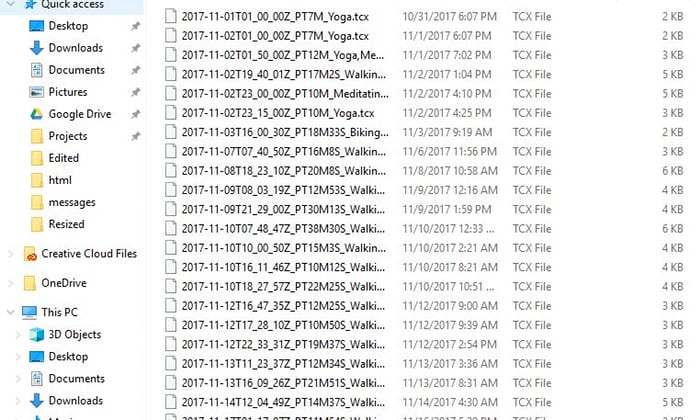 Quick access
Desktop
Downloads
Documents
Pictures
Google Drive
Projects
Edited
html
messages
Resized
Creative Cloud Files
OneDrive
This PC
3D Objects
Desktop
Documents
Downloads
2017-11-01T01_00_00Z_PT7M_Yoga.tcx 10/31/2017 6:07 PM TCX File 2 KB
2017-11-02T01_00_00Z_PT7M_Yoga.tcx 11/1/2017 6:07 PM TCX File 2 KB
2017-11-02T01_50_00Z_PT12M_Yoga,Me... 11/1/2017 7:02 PM TCX File 3 KB
2017-11-02T19_40_01Z_PT17M2S_Walkin... 11/2/2017 1:04 PM TCX File 5 KB
2017-11-02T23_00_00Z_PT10M_Meditatin... 11/2/2017 4:10 PM TCX File 5 KB
2017-11-02T23_15_00Z_PT10M_Yoga.tcx 11/2/2017 4:25 PM TCX File 3 KB
2017-11-03T16_00_30Z_PT18M33S_Biking... 11/3/2017 9:19 AM TCX File 2 KB
2017-11-07T07_40_50Z_PT16M8S_Walkin... 11/6/2017 11:56 PM TCX File 3 KB
2017-11-08T18_23_10Z_PT20M8S_Walkin... 11/8/2017 10:58 AM TCX File 6 KB
2017-11-09T08_03_19Z_PT12M53S_Walki... 11/9/2017 12:16 AM TCX File 4 KB
2017-11-09T21_29_00Z_PT30M13S_Walki... 11/9/2017 1:59 PM TCX File 4 KB
2017-11-10T07_48_47Z_PT38M30S_Walki... 11/10/2017 12:33 ... TCX File 6 KB
2017-11-10T10_00_50Z_PT15M3S_Walkin... 11/10/2017 2:21 AM TCX File 4 KB
2017-11-10T16_11_46Z_PT10M12S_Walki... 11/10/2017 8:21 AM TCX File 4 KB
2017-11-10T18_27_57Z_PT22M25S_Walki... 11/10/2017 10:51 ... TCX File 4 KB
2017-11-12T16_47_35Z_PT12M25S_Walki... 11/12/2017 9:00 AM TCX File 3 KB
2017-11-12T17_28_10Z_PT10M50S_Walki... 11/12/2017 9:39 AM TCX File 3 KB
2017-11-12T22_33_31Z_PT19M37S_Walki... 11/12/2017 2:54 PM TCX File 3 KB
2017-11-13T11_23_37Z_PT12M34S_Walki... 11/13/2017 3:36 AM TCX File 3 KB
2017-11-13T16_09_26Z_PT21M51S_Walki... 11/13/2017 8:31 AM TCX File 4 KB
2017-11-14T12_04_49Z_PT14M37S_Walki... 11/14/2017 4:30 AM TCX File 5 KB